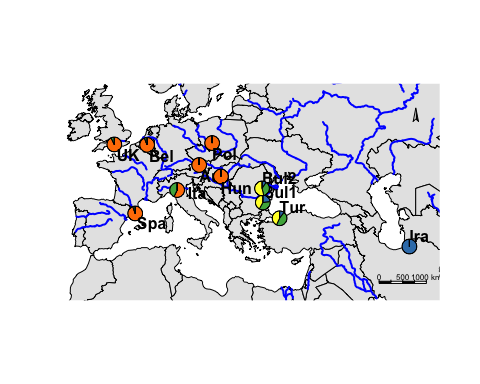 UK
Bel
Pol
Hun
Ita
Bul2
Bul1
Tur
Spa
Ira
0 500 1000 km